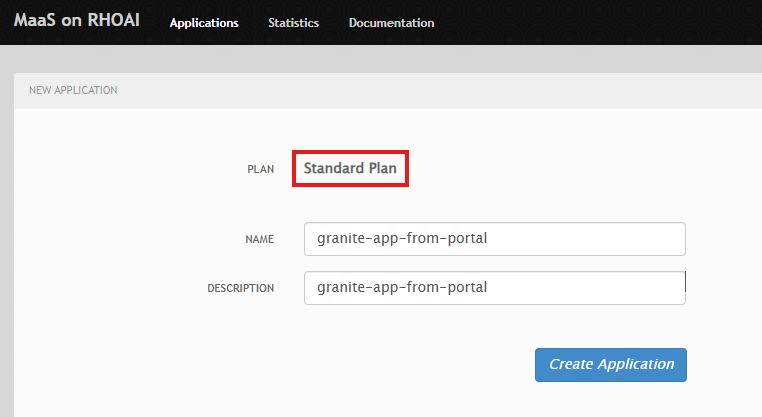 MaaS on RHOAI Applications Statistics Documentation
NEW APPLICATION
PLAN Standard Plan
NAME granite-app-from-portal
DESCRIPTION granite-app-from-portal
Create Application